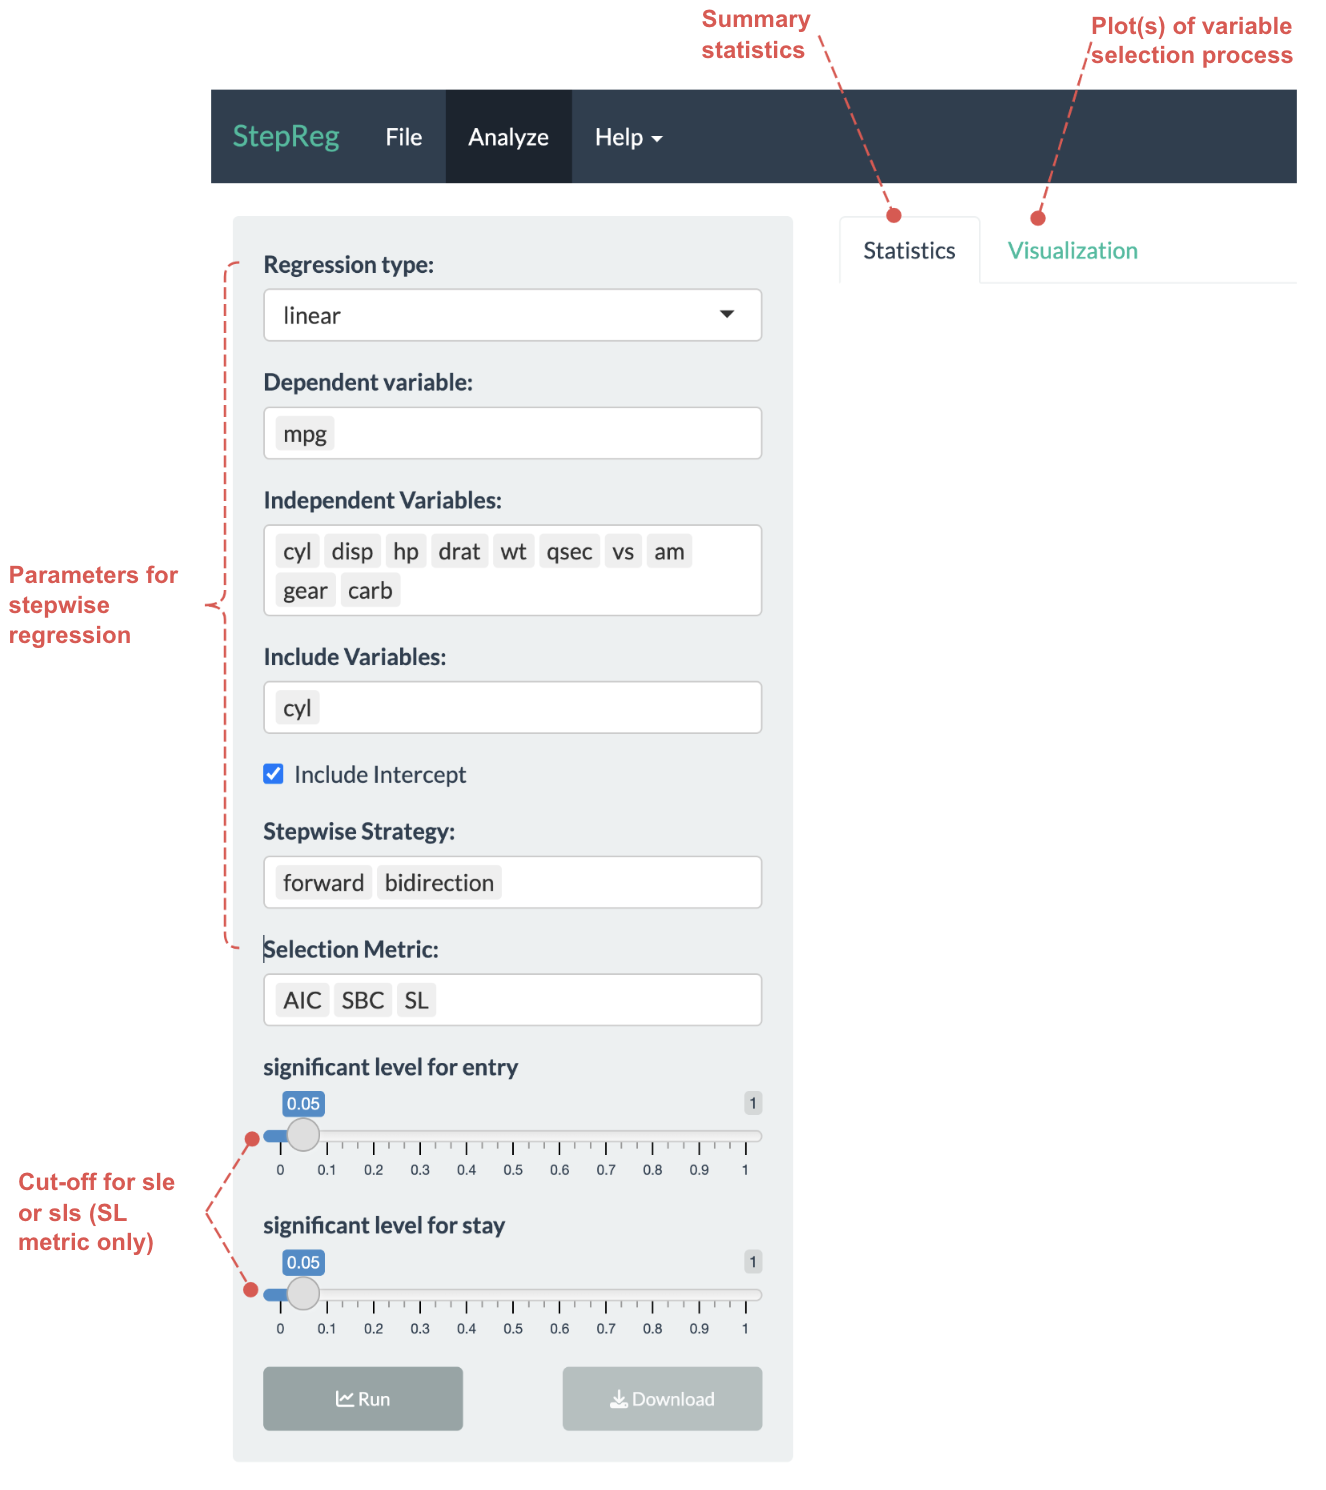 Summary
statistics
Plot(s) of variable
selection process
StepReg File Analyze Help
Statistics Visualization
Regression type:
linear
Dependent variable:
mpg
Independent Variables:
cyl disp hp drat wt qsec vs am
gear carb
Parameters for
stepwise
regression
Include Variables:
cyl
Include Intercept
Stepwise Strategy:
forward bidirection
Selection Metric:
AIC SBC SL
significant level for entry
0.05 1
0 0.1 0.2 0.3 0.4 0.5 0.6 0.7 0.8 0.9 1
Cut-off for sle
or sls (SL
metric only)
significant level for stay
0.05 1
0 0.1 0.2 0.3 0.4 0.5 0.6 0.7 0.8 0.9 1
Run Download